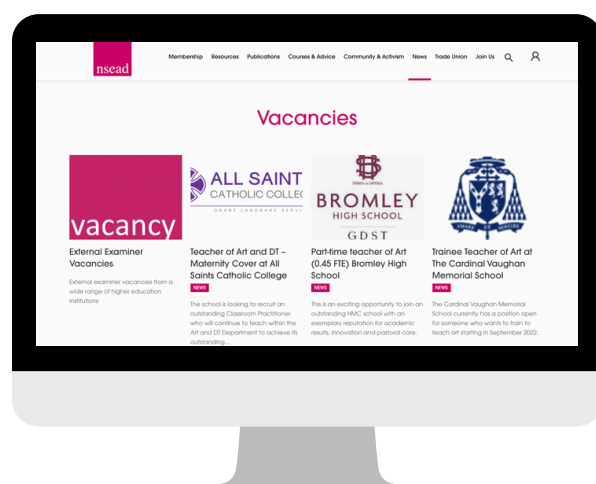 nsead
Membership Resources Publications Courses & Advice Community & Activism News Trade Union Join Us
Vacancies
vacancy
External Examiner
Vacancies
External examiner vacancies from a
wide range of higher education
institutions
ALL SAINT
CATHOLIC COLLEC
ORARE LABORARE SERVI
Teacher of Art and DT –
Maternity Cover at All
Saints Catholic College
NEWS
The school is looking to recruit an
outstanding Classroom Practitioner
who will continue to teach within the
Art and DT Department to achieve its
outstanding...
BROMLEY
HIGH SCHOOL
GDST
Part-time teacher of Art
(0.45 FTE) Bromley High
School
NEWS
This is an exciting opportunity to join an
outstanding HMC school with an
exemplary reputation for academic
results, innovation and pastoral care.
Trainee Teacher of Art at
The Cardinal Vaughan
Memorial School
NEWS
The Cardinal Vaughan Memorial
School currently has a position open
for someone who wants to train to
teach art starting in September 2022.